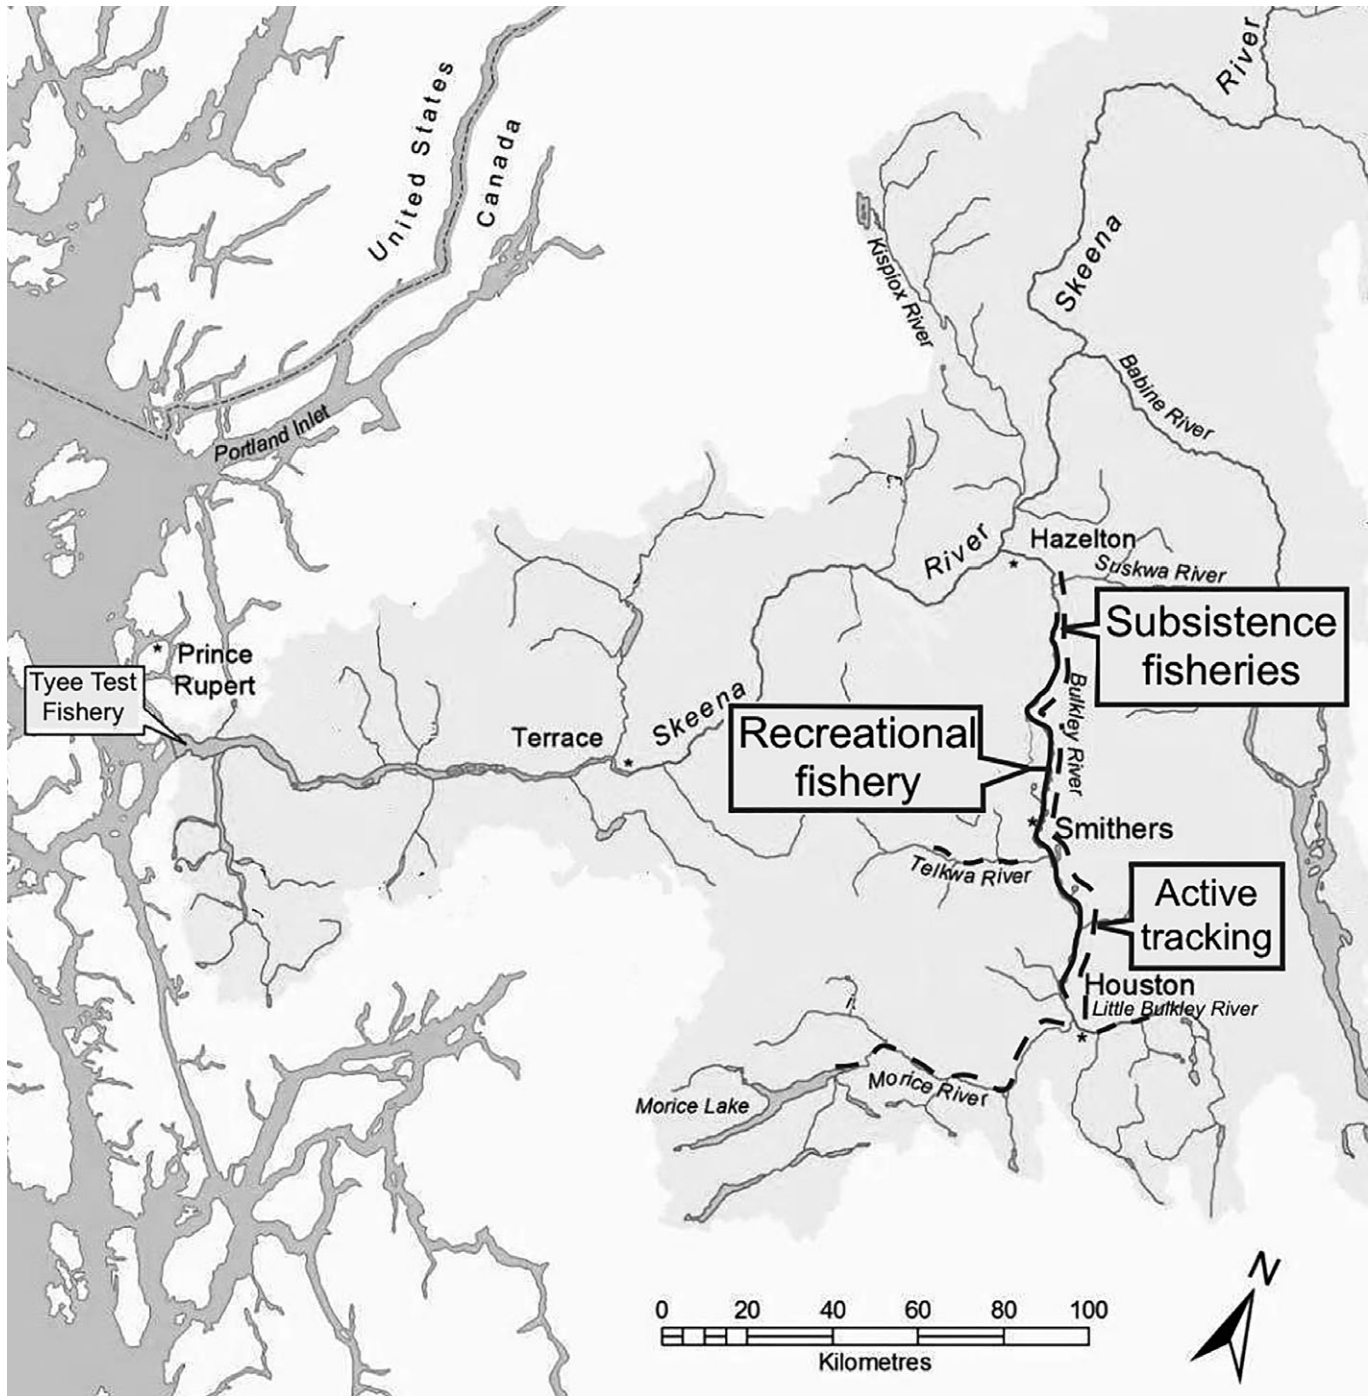 River
United States
Canada
Skeena
Kispiox River
Babine River
Portland Inlet
River
Hazelton
Suskwa River
Subsistence
fisheries
Prince
Rupert
Tyee Test
Fishery
Bulkley River
Skeena
Terrace
Recreational
fishery
Smithers
Telkwa River
Active
tracking
Houston
Little Bulkley River
Morice River
Morice Lake
N
0 20 40 60 80 100
Kilometres